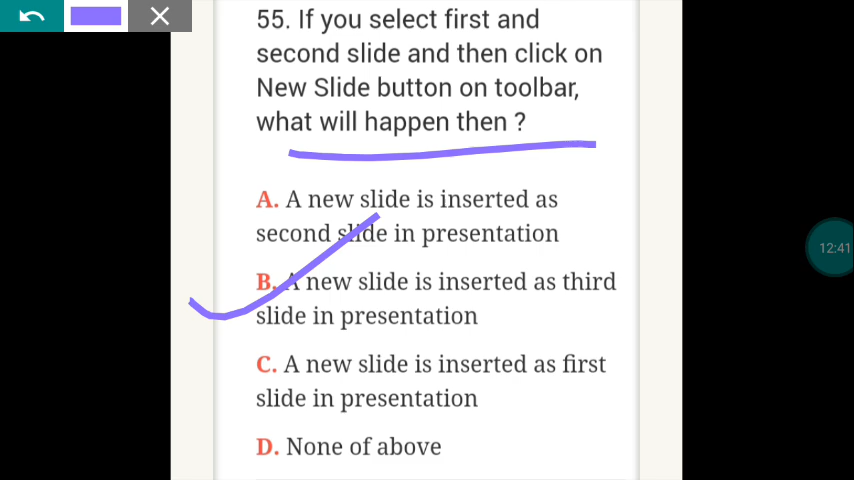 55. If you select first and
second slide and then click on
New Slide button on toolbar,
what will happen then ?
A. A new slide is inserted as
second slide in presentation
B. A new slide is inserted as third
slide in presentation
C. A new slide is inserted as first
slide in presentation
D. None of above
12:41